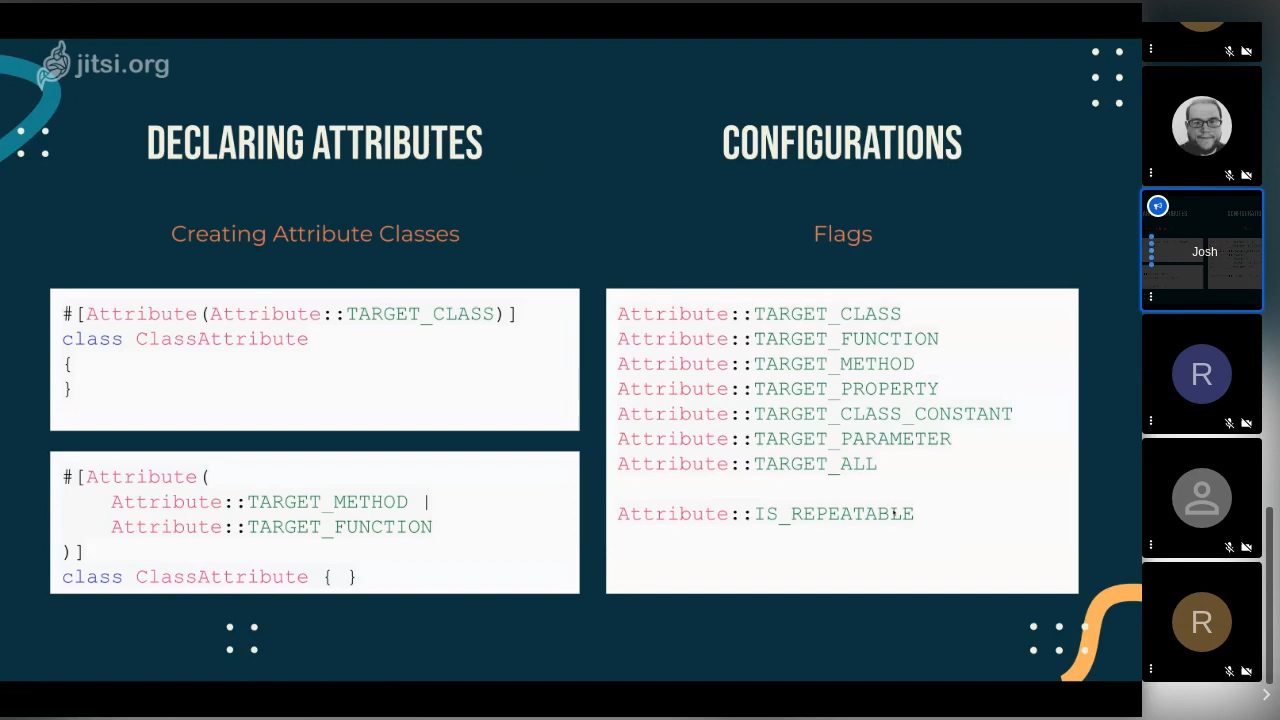 jitsi.org
DECLARING ATTRIBUTES
Creating Attribute Classes
#[Attribute(Attribute::TARGET_CLASS)]
class ClassAttribute
{
}
#[Attribute(
    Attribute::TARGET_METHOD |
    Attribute::TARGET_FUNCTION
)]
class ClassAttribute { }
CONFIGURATIONS
Flags
Attribute::TARGET_CLASS
Attribute::TARGET_FUNCTION
Attribute::TARGET_METHOD
Attribute::TARGET_PROPERTY
Attribute::TARGET_CLASS_CONSTANT
Attribute::TARGET_PARAMETER
Attribute::TARGET_ALL
Attribute::IS_REPEATABLE
Josh
R
R